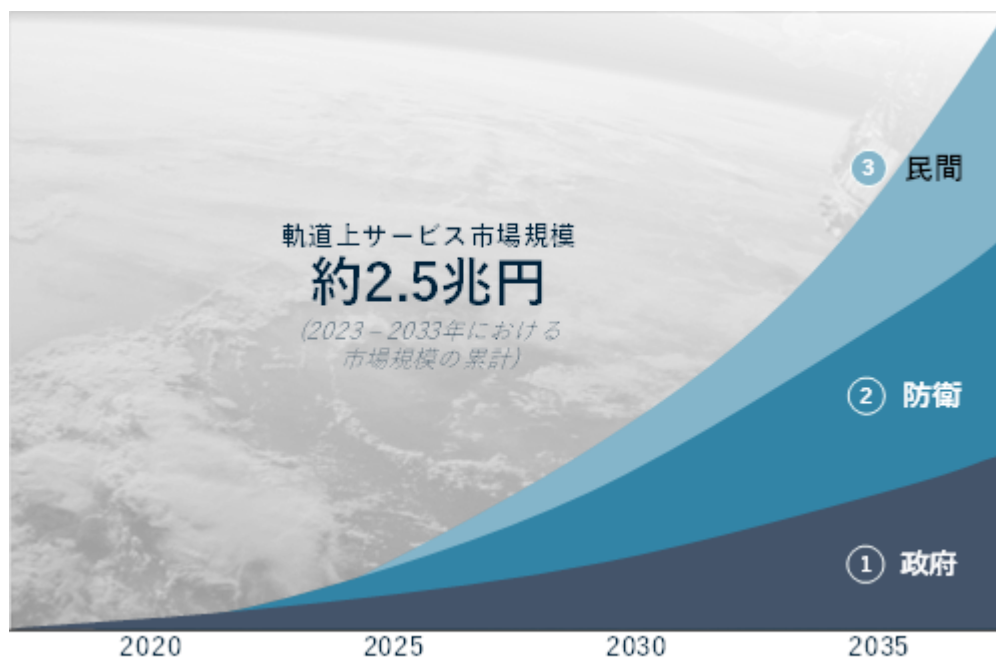 軌道上サービス市場規模
約2.5兆円
(2023 – 2033年における
市場規模の累計)
3 民間
2 防衛
1 政府
2020 2025 2030 2035